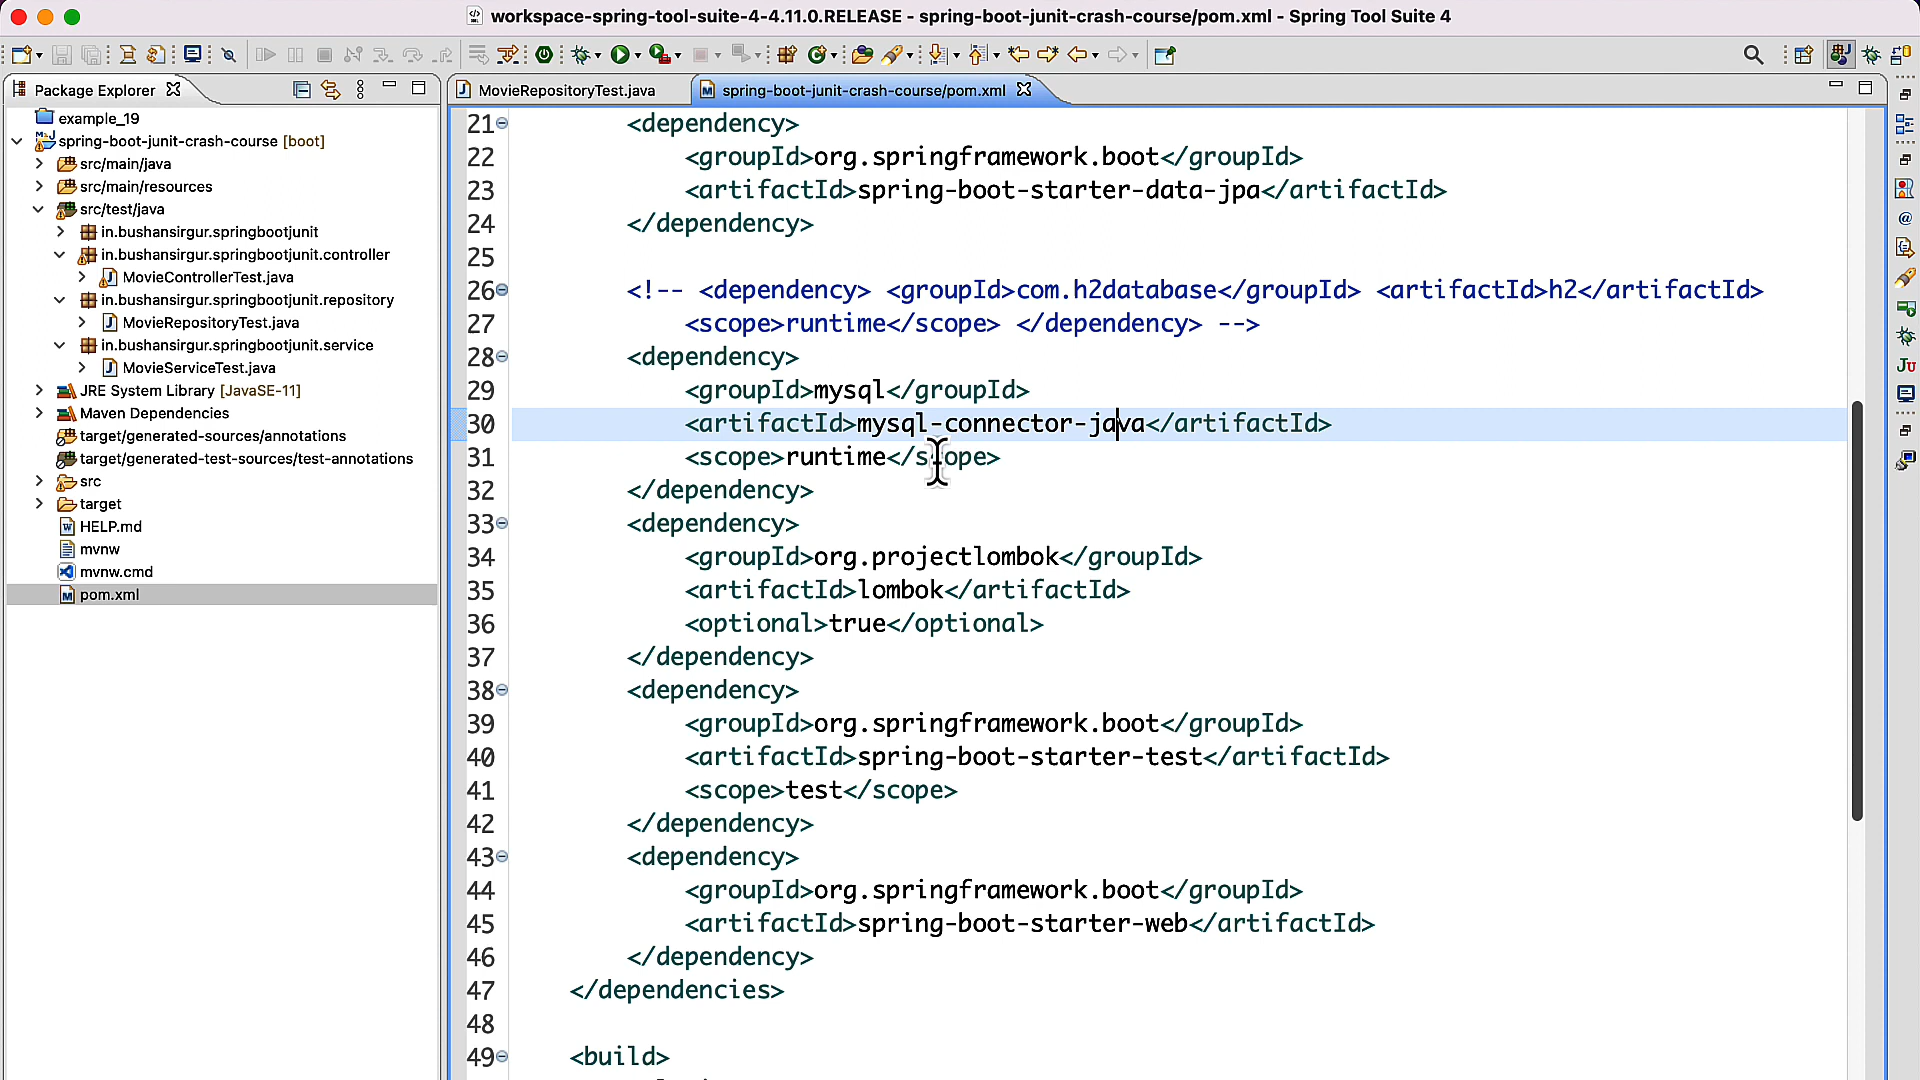 workspace-spring-tool-suite-4-4.11.0.RELEASE - spring-boot-junit-crash-course/pom.xml - Spring Tool Suite 4
Package Explorer
example_19
spring-boot-junit-crash-course [boot]
src/main/java
src/main/resources
src/test/java
in.bushansirgur.springbootjunit
in.bushansirgur.springbootjunit.controller
MovieControllerTest.java
in.bushansirgur.springbootjunit.repository
MovieRepositoryTest.java
in.bushansirgur.springbootjunit.service
MovieServiceTest.java
JRE System Library [JavaSE-11]
Maven Dependencies
target/generated-sources/annotations
target/generated-test-sources/test-annotations
src
target
HELP.md
mvnw
mvnw.cmd
pom.xml
MovieRepositoryTest.java
spring-boot-junit-crash-course/pom.xml
21 <dependency>
22 <groupId>org.springframework.boot</groupId>
23 <artifactId>spring-boot-starter-data-jpa</artifactId>
24 </dependency>
25
26 <!-- <dependency> <groupId>com.h2database</groupId> <artifactId>h2</artifactId>
27 <scope>runtime</scope> </dependency> -->
28 <dependency>
29 <groupId>mysql</groupId>
30 <artifactId>mysql-connector-java</artifactId>
31 <scope>runtime</scope>
32 </dependency>
33 <dependency>
34 <groupId>org.projectlombok</groupId>
35 <artifactId>lombok</artifactId>
36 <optional>true</optional>
37 </dependency>
38 <dependency>
39 <groupId>org.springframework.boot</groupId>
40 <artifactId>spring-boot-starter-test</artifactId>
41 <scope>test</scope>
42 </dependency>
43 <dependency>
44 <groupId>org.springframework.boot</groupId>
45 <artifactId>spring-boot-starter-web</artifactId>
46 </dependency>
47 </dependencies>
48
49 <build>